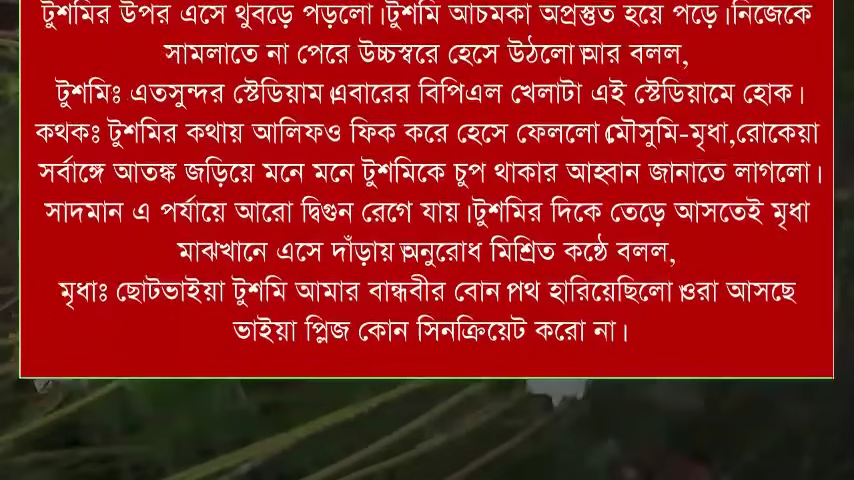 টুশমির উপর এসে থুবড়ে পড়লো।টুশমি আচমকা অপ্রস্তুত হয়ে পড়ে।নিজেকে
সামলাতে না পেরে উচ্চস্বরে হেসে উঠলো।আর বলল,
টুশমিঃ এতসুন্দর স্টেডিয়াম।এবারের বিপিএল খেলাটা এই স্টেডিয়ামে হোক।
কথকঃ টুশমির কথায় আলিফও ফিক করে হেসে ফেললো।মৌসুমি-মৃধা,রোকেয়া
সর্বাঙ্গে আতঙ্ক জড়িয়ে মনে মনে টুশমিকে চুপ থাকার আহ্বান জানাতে লাগলো।
সাদমান এ পর্যায়ে আরো দ্বিগুন রেগে যায়।টুশমির দিকে তেড়ে আসতেই মৃধা
মাঝখানে এসে দাঁড়ায়।অনুরোধ মিশ্রিত কন্ঠে বলল,
মৃধাঃ ছোটভাইয়া টুশমি আমার বান্ধবীর বোন।পথ হারিয়েছিলো।ওরা আসছে
ভাইয়া প্লিজ কোন সিনক্রিয়েট করো না।